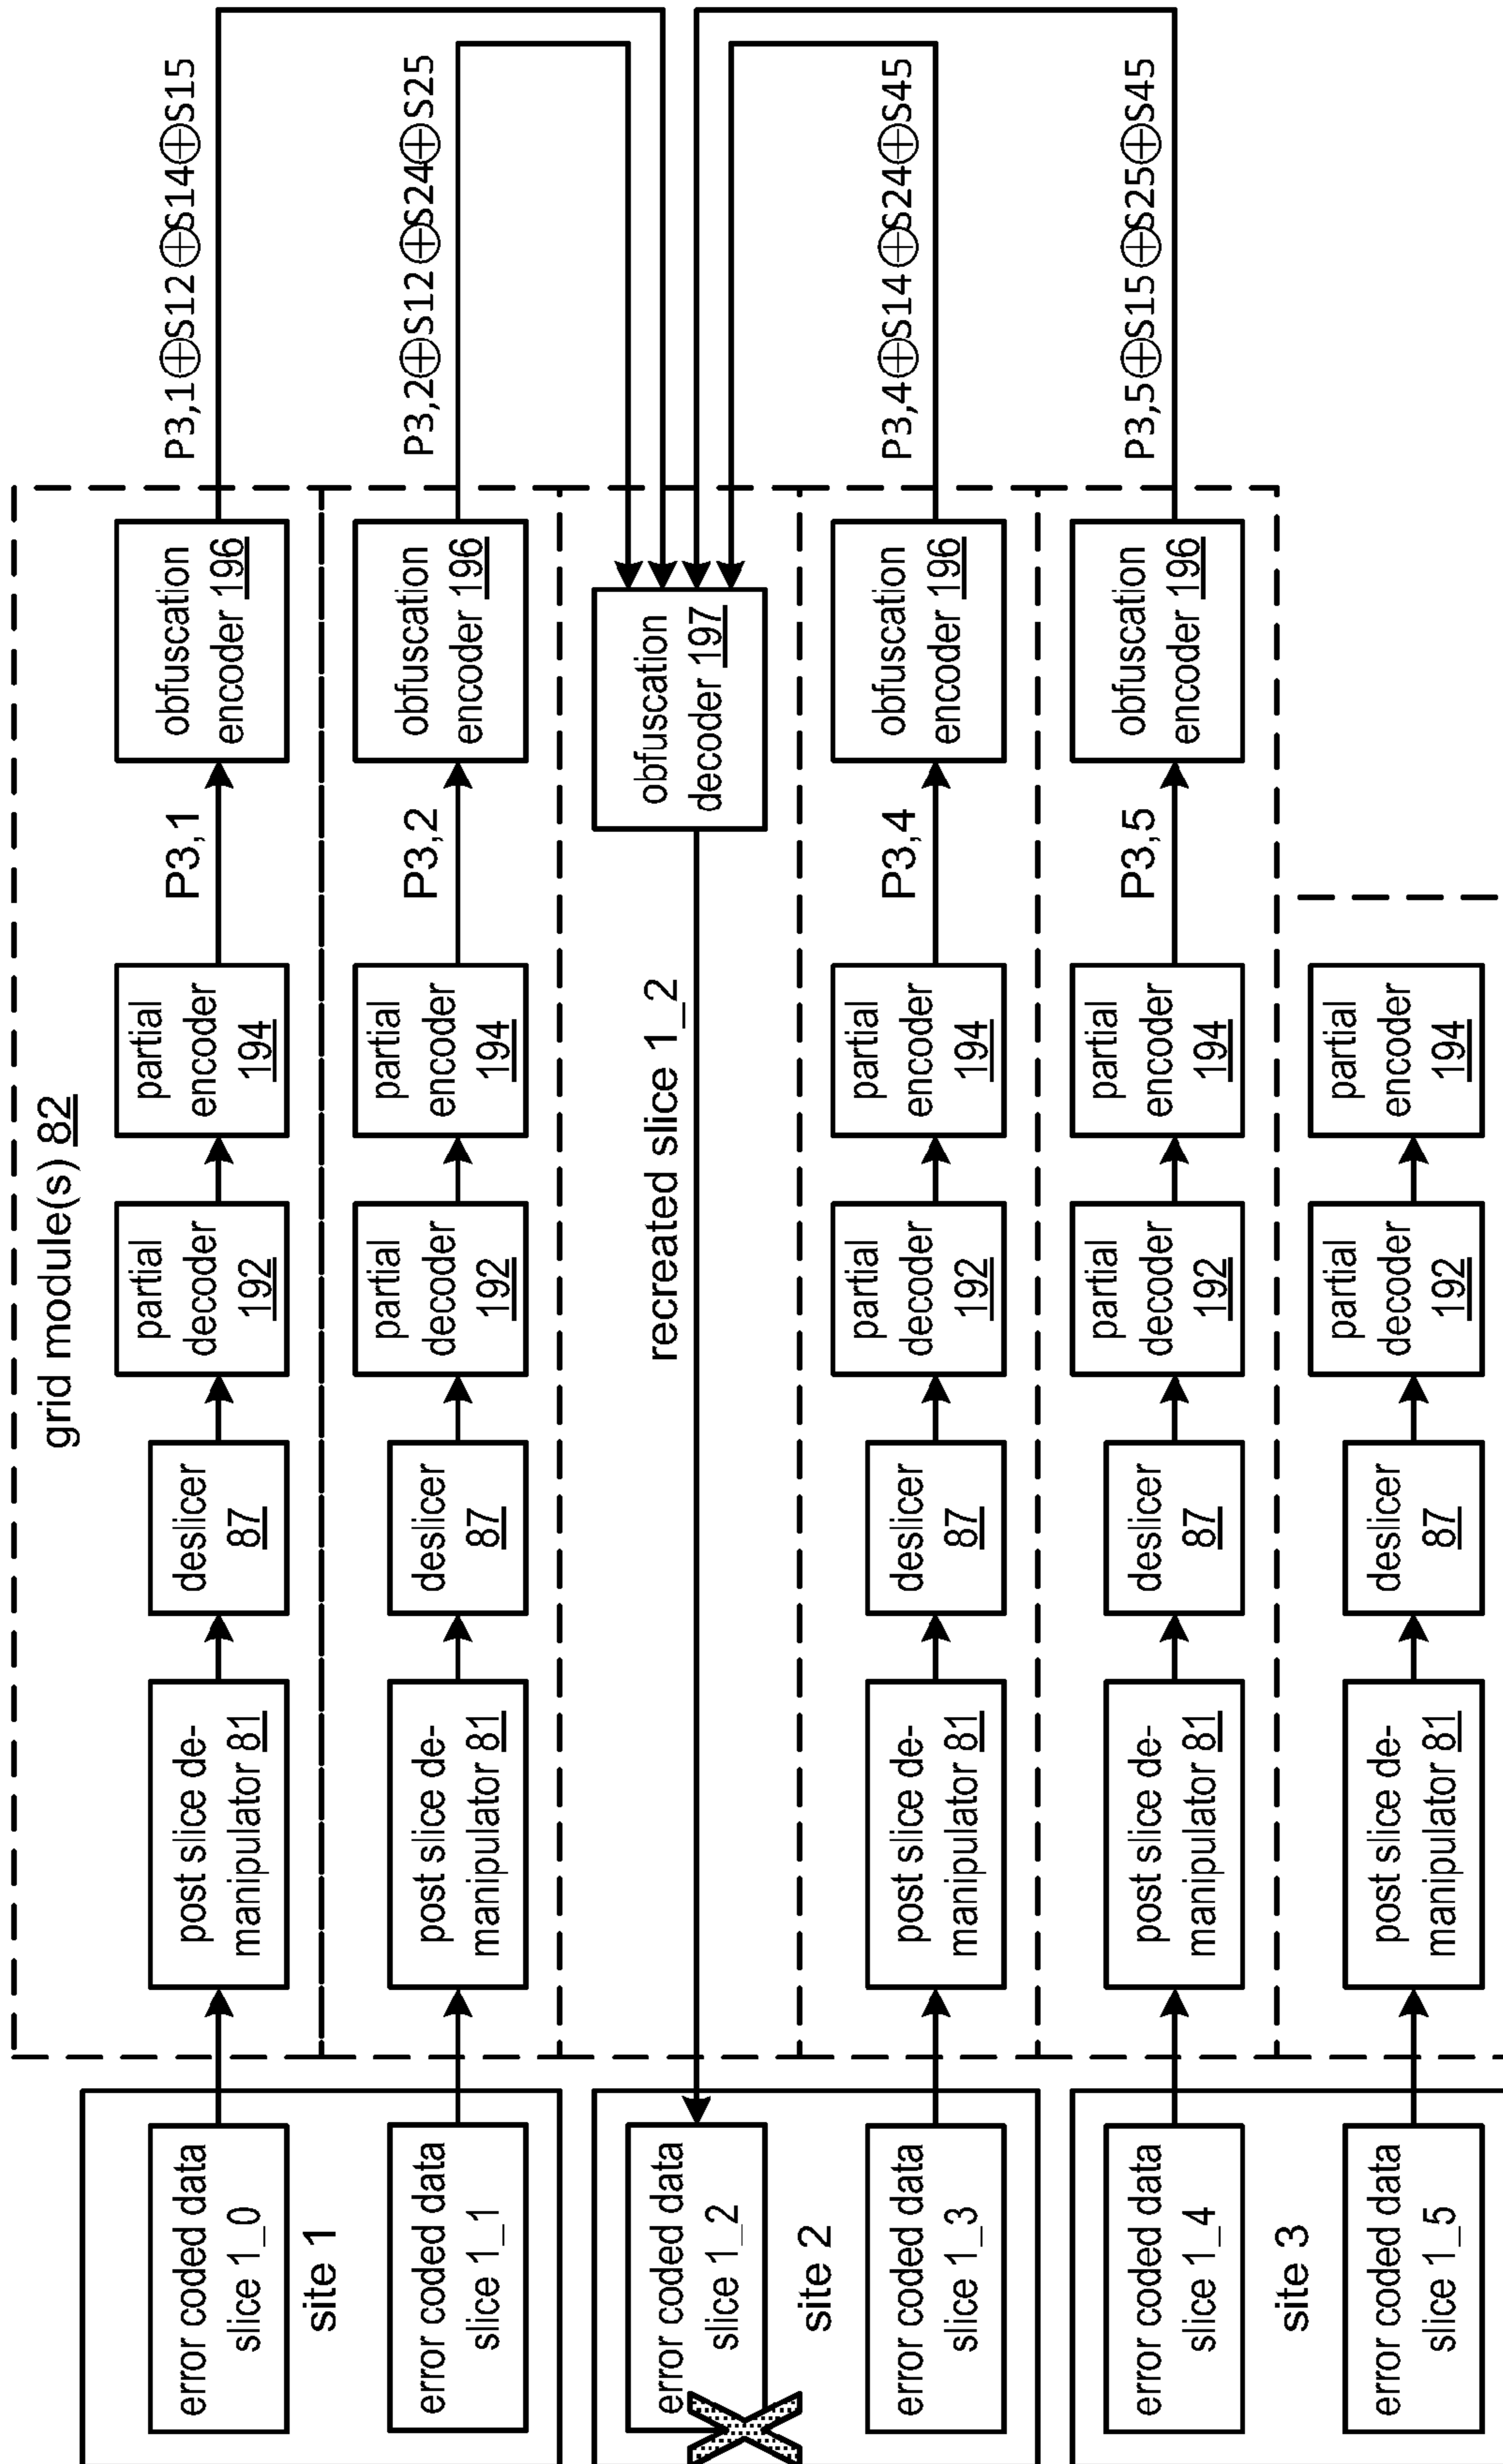 grid module(s) 82
error coded data
slice 1_0
post slice de-
manipulator 81
deslicer
87
partial
decoder
192
partial
encoder
194
P3,1
obfuscation
encoder 196
P3,1⊕S12⊕S14⊕S15
site 1
error coded data
slice 1_1
post slice de-
manipulator 81
deslicer
87
partial
decoder
192
partial
encoder
194
P3,2
obfuscation
encoder 196
P3,2⊕S12⊕S24⊕S25
error coded data
slice 1_2
recreated slice 1_2
obfuscation
decoder 197
site 2
error coded data
slice 1_3
post slice de-
manipulator 81
deslicer
87
partial
decoder
192
partial
encoder
194
P3,4
obfuscation
encoder 196
P3,4⊕S14⊕S24⊕S45
error coded data
slice 1_4
post slice de-
manipulator 81
deslicer
87
partial
decoder
192
partial
encoder
194
P3,5
obfuscation
encoder 196
P3,5⊕S15⊕S25⊕S45
site 3
error coded data
slice 1_5
post slice de-
manipulator 81
deslicer
87
partial
decoder
192
partial
encoder
194